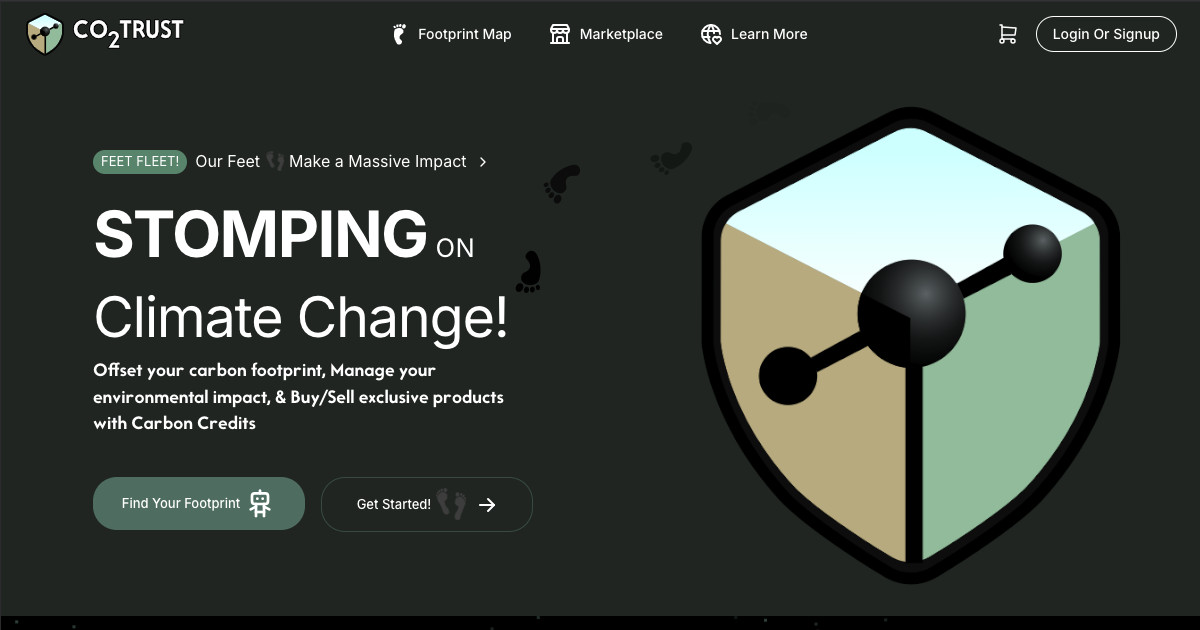 CO2TRUST
Footprint Map
Marketplace
Learn More
Login Or Signup
FEET FLEET! Our Feet Make a Massive Impact
STOMPING ON
Climate Change!
Offset your carbon footprint, Manage your
environmental impact, & Buy/Sell exclusive products
with Carbon Credits
Find Your Footprint
Get Started!